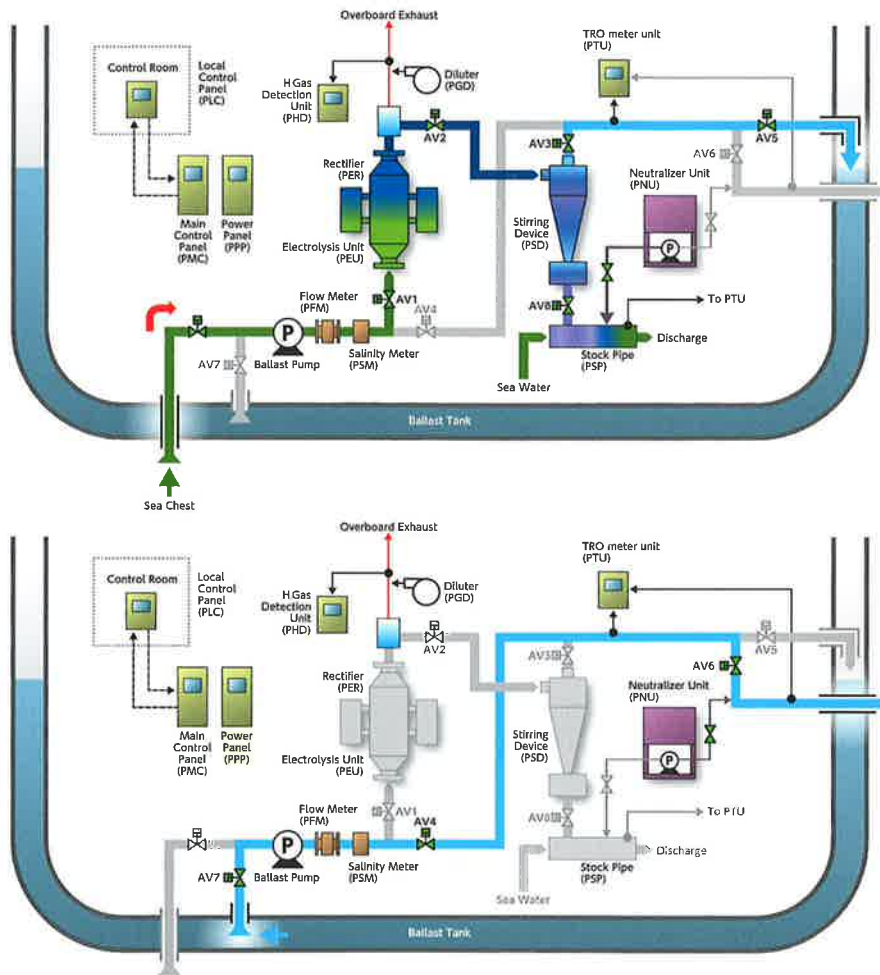 Overboard Exhaust
TRO meter unit
(PTU)
Control Room
Local
Control
Panel
(PLC)
H Gas
Detection
Unit
(PHD)
Diluter
(PGD)
AV2
AV3
AV5
AV6
Rectifier
(PER)
Neutralizer Unit
(PNU)
Main
Control
Panel
(PMC)
Power
Panel
(PPP)
Stirring
Device
(PSD)
P
Electrolysis Unit
(PEU)
Flow Meter
(PFM)
AV1
AV4
To PTU
P
AV7
Ballast Pump
Salinity Meter
(PSM)
Discharge
Stock Pipe
(PSP)
Sea Water
Ballast Tank
Sea Chest
Overboard Exhaust
TRO meter unit
(PTU)
Control Room
Local
Control
Panel
(PLC)
H Gas
Detection
Unit
(PHD)
Diluter
(PGD)
AV2
AV3
AV5
AV6
Rectifier
(PER)
Neutralizer Unit
(PNU)
Main
Control
Panel
(PMC)
Power
Panel
(PPP)
Stirring
Device
(PSD)
P
Electrolysis Unit
(PEU)
Flow Meter
(PFM)
AV1
AV4
To PTU
P
AV7
Ballast Pump
Salinity Meter
(PSM)
Discharge
Stock Pipe
(PSP)
Sea Water
Ballast Tank